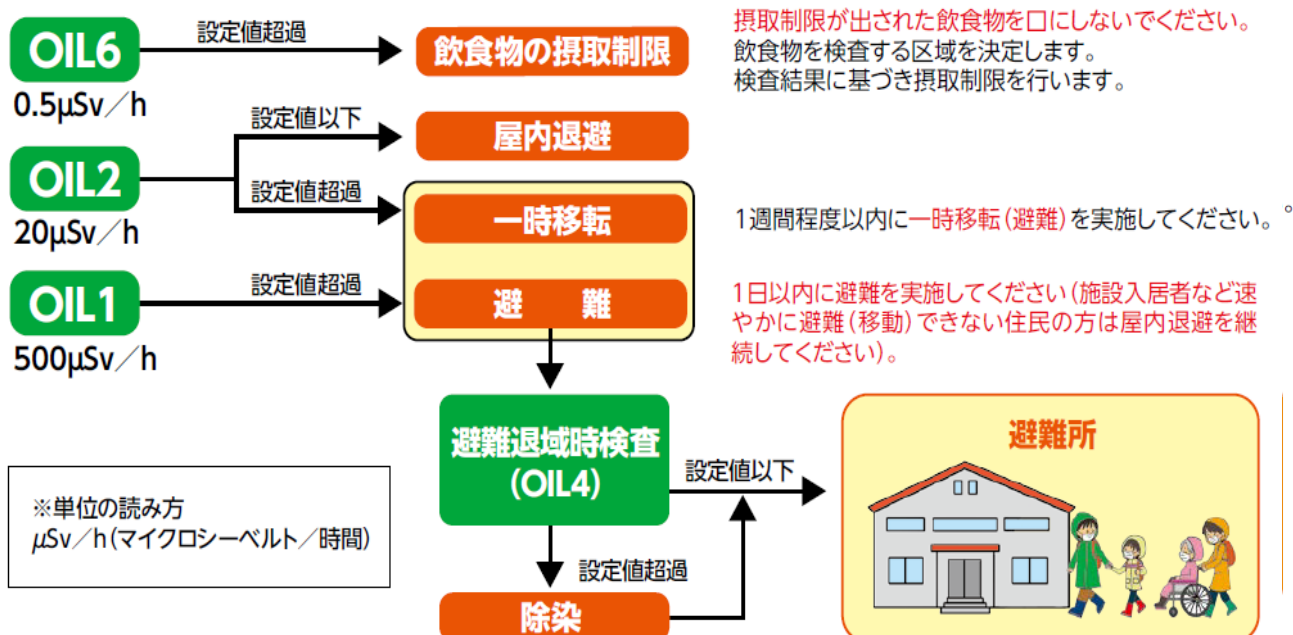 OIL6
0.5μSv／h
設定値超過
飲食物の摂取制限
摂取制限が出された飲食物を口にしないでください。
飲食物を検査する区域を決定します。
検査結果に基づき摂取制限を行います。
OIL2
20μSv／h
設定値以下
屋内退避
設定値超過
一時移転
1週間程度以内に一時移転(避難)を実施してください。°
OIL1
500μSv／h
設定値超過
避　難
1日以内に避難を実施してください(施設入居者など速
やかに避難(移動)できない住民の方は屋内退避を継
続してください)。
避難退域時検査
(OIL4)
設定値以下
避難所
設定値超過
除染
※単位の読み方
μSv／h(マイクロシーベルト／時間)